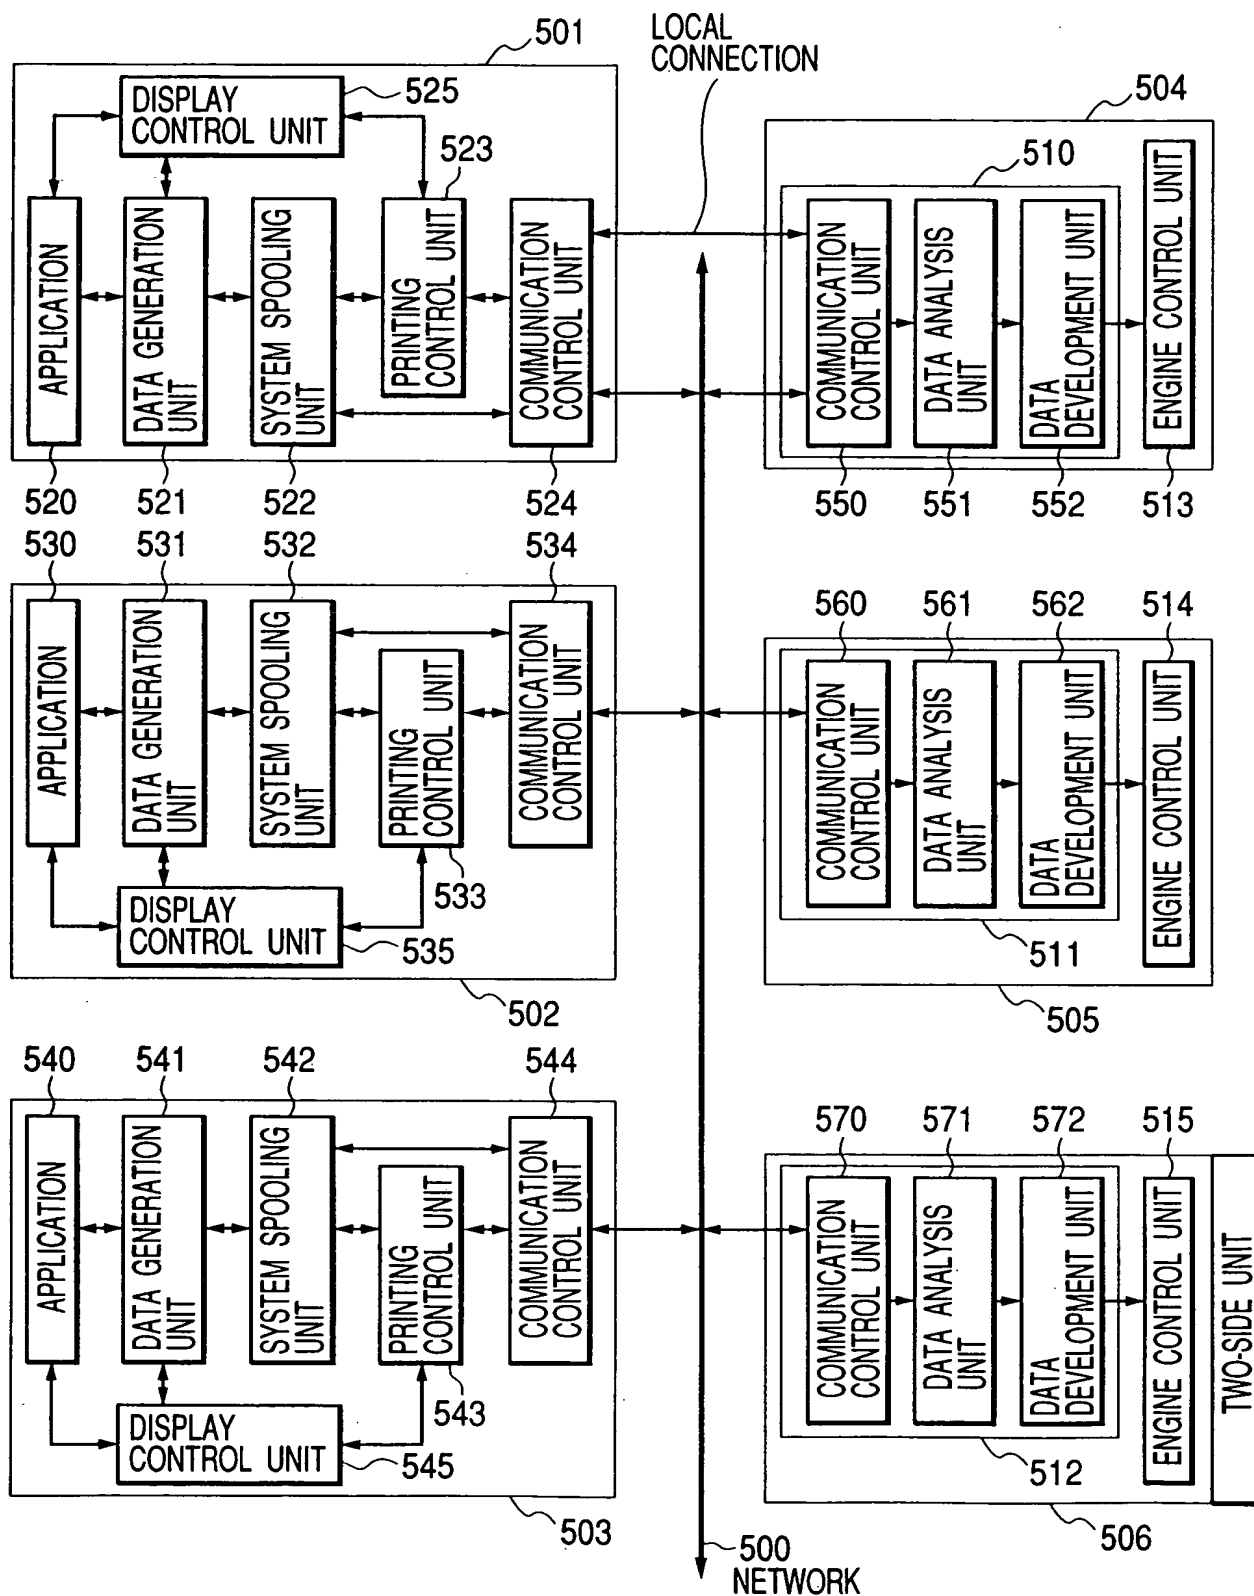 501
LOCAL
CONNECTION
DISPLAY
CONTROL UNIT
525
523
APPLICATION
DATA GENERATION
UNIT
SYSTEM SPOOLING
UNIT
PRINTING
CONTROL UNIT
COMMUNICATION
CONTROL UNIT
520
521
522
524
504
510
COMMUNICATION
CONTROL UNIT
DATA ANALYSIS
UNIT
DATA
DEVELOPMENT UNIT
ENGINE CONTROL UNIT
550
551
552
513
530
531
532
534
APPLICATION
DATA GENERATION
UNIT
SYSTEM SPOOLING
UNIT
PRINTING
CONTROL UNIT
COMMUNICATION
CONTROL UNIT
533
DISPLAY
CONTROL UNIT
535
502
560
561
562
514
COMMUNICATION
CONTROL UNIT
DATA ANALYSIS
UNIT
DATA
DEVELOPMENT UNIT
ENGINE CONTROL UNIT
511
505
540
541
542
544
APPLICATION
DATA GENERATION
UNIT
SYSTEM SPOOLING
UNIT
PRINTING
CONTROL UNIT
COMMUNICATION
CONTROL UNIT
543
DISPLAY
CONTROL UNIT
545
503
570
571
572
515
COMMUNICATION
CONTROL UNIT
DATA ANALYSIS
UNIT
DATA
DEVELOPMENT UNIT
ENGINE CONTROL UNIT
TWO-SIDE UNIT
512
506
500
NETWORK